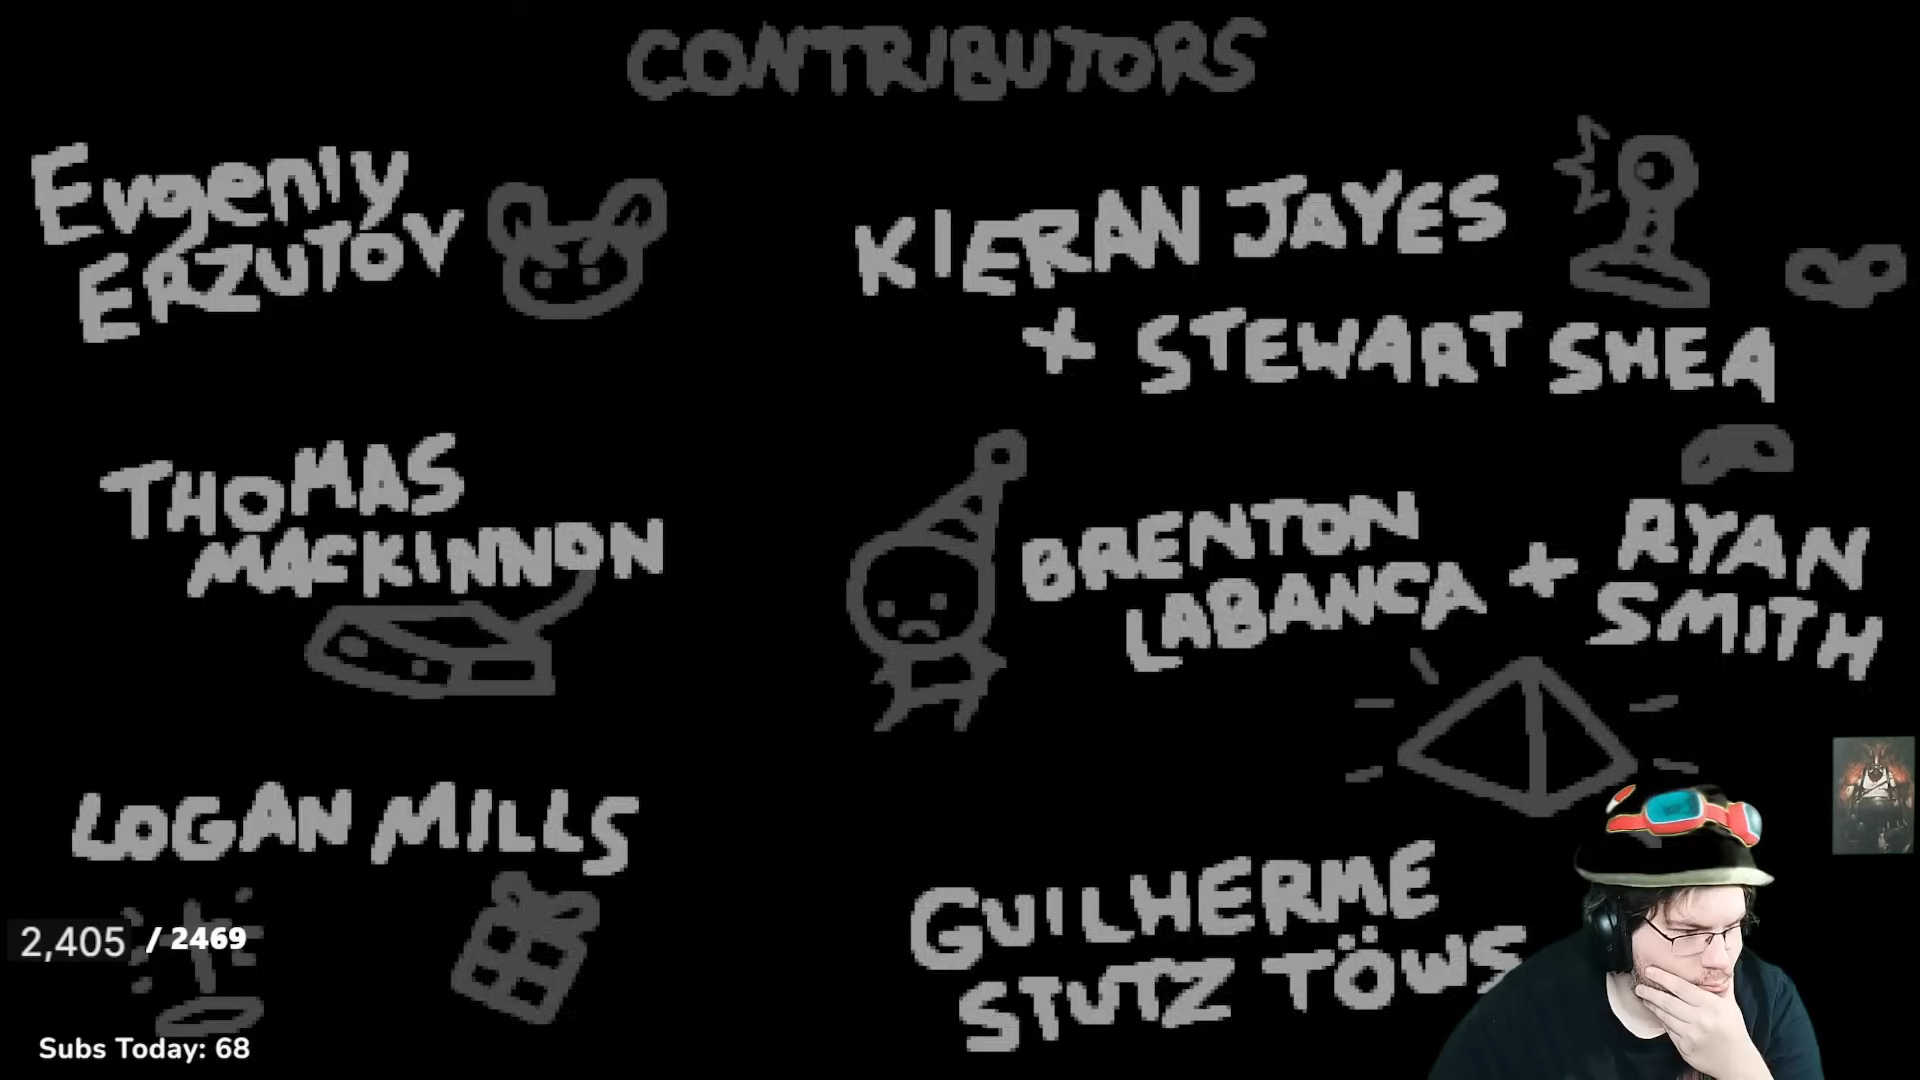 CONTRIBUTORS
Evgeniy
ERZUTOV
KIERAN JAYES
+ STEWART SHEA
THOMAS
MACKINNON
BRENTON
LABANCA
+ RYAN
SMITH
LOGAN MILLS
GUILHERME
STUTZ TÖWS
2,405 / 2469
Subs Today: 68